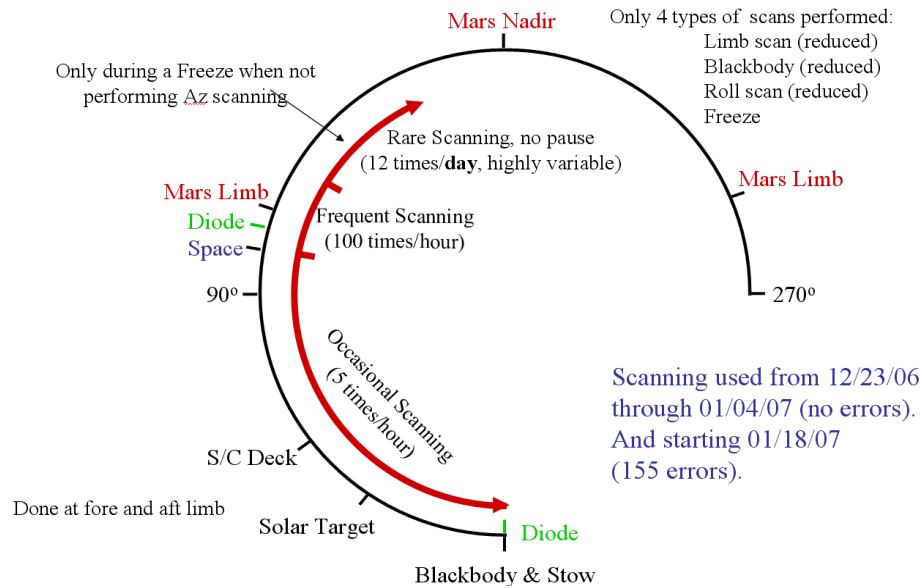 Mars Nadir
Only 4 types of scans performed:
Limb scan (reduced)
Blackbody (reduced)
Roll scan (reduced)
Freeze
Only during a Freeze when not
performing Az scanning
Rare Scanning, no pause
(12 times/day, highly variable)
Mars Limb
Mars Limb
Diode
Frequent Scanning
(100 times/hour)
Space
90º
270º
Occasional Scanning
(5 times/hour)
Scanning used from 12/23/06
through 01/04/07 (no errors).
And starting 01/18/07
(155 errors).
S/C Deck
Done at fore and aft limb
Solar Target
Diode
Blackbody & Stow